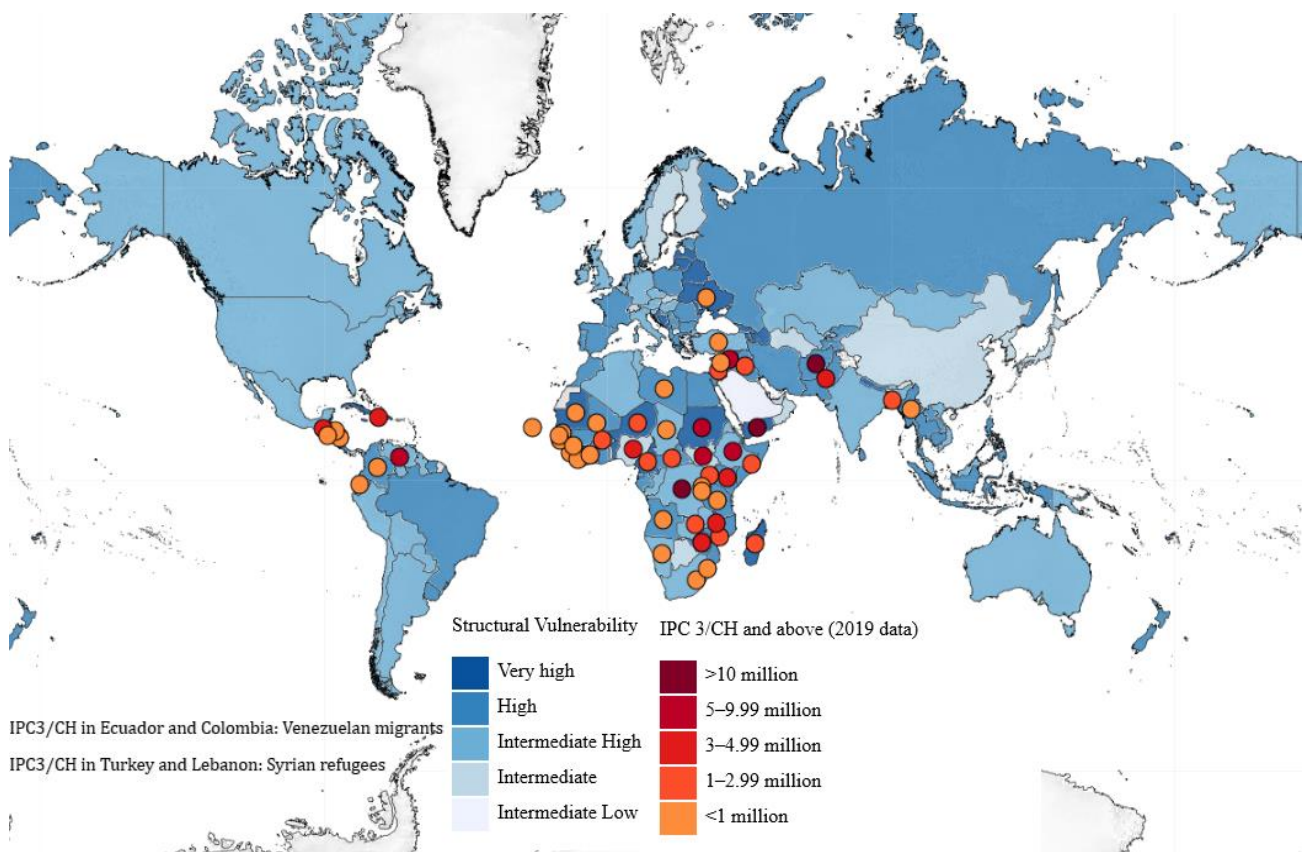 Structural Vulnerability
Very high
High
Intermediate High
Intermediate
Intermediate Low
IPC 3/CH and above (2019 data)
>10 million
5–9.99 million
3–4.99 million
1–2.99 million
<1 million
IPC3/CH in Ecuador and Colombia: Venezuelan migrants
IPC3/CH in Turkey and Lebanon: Syrian refugees